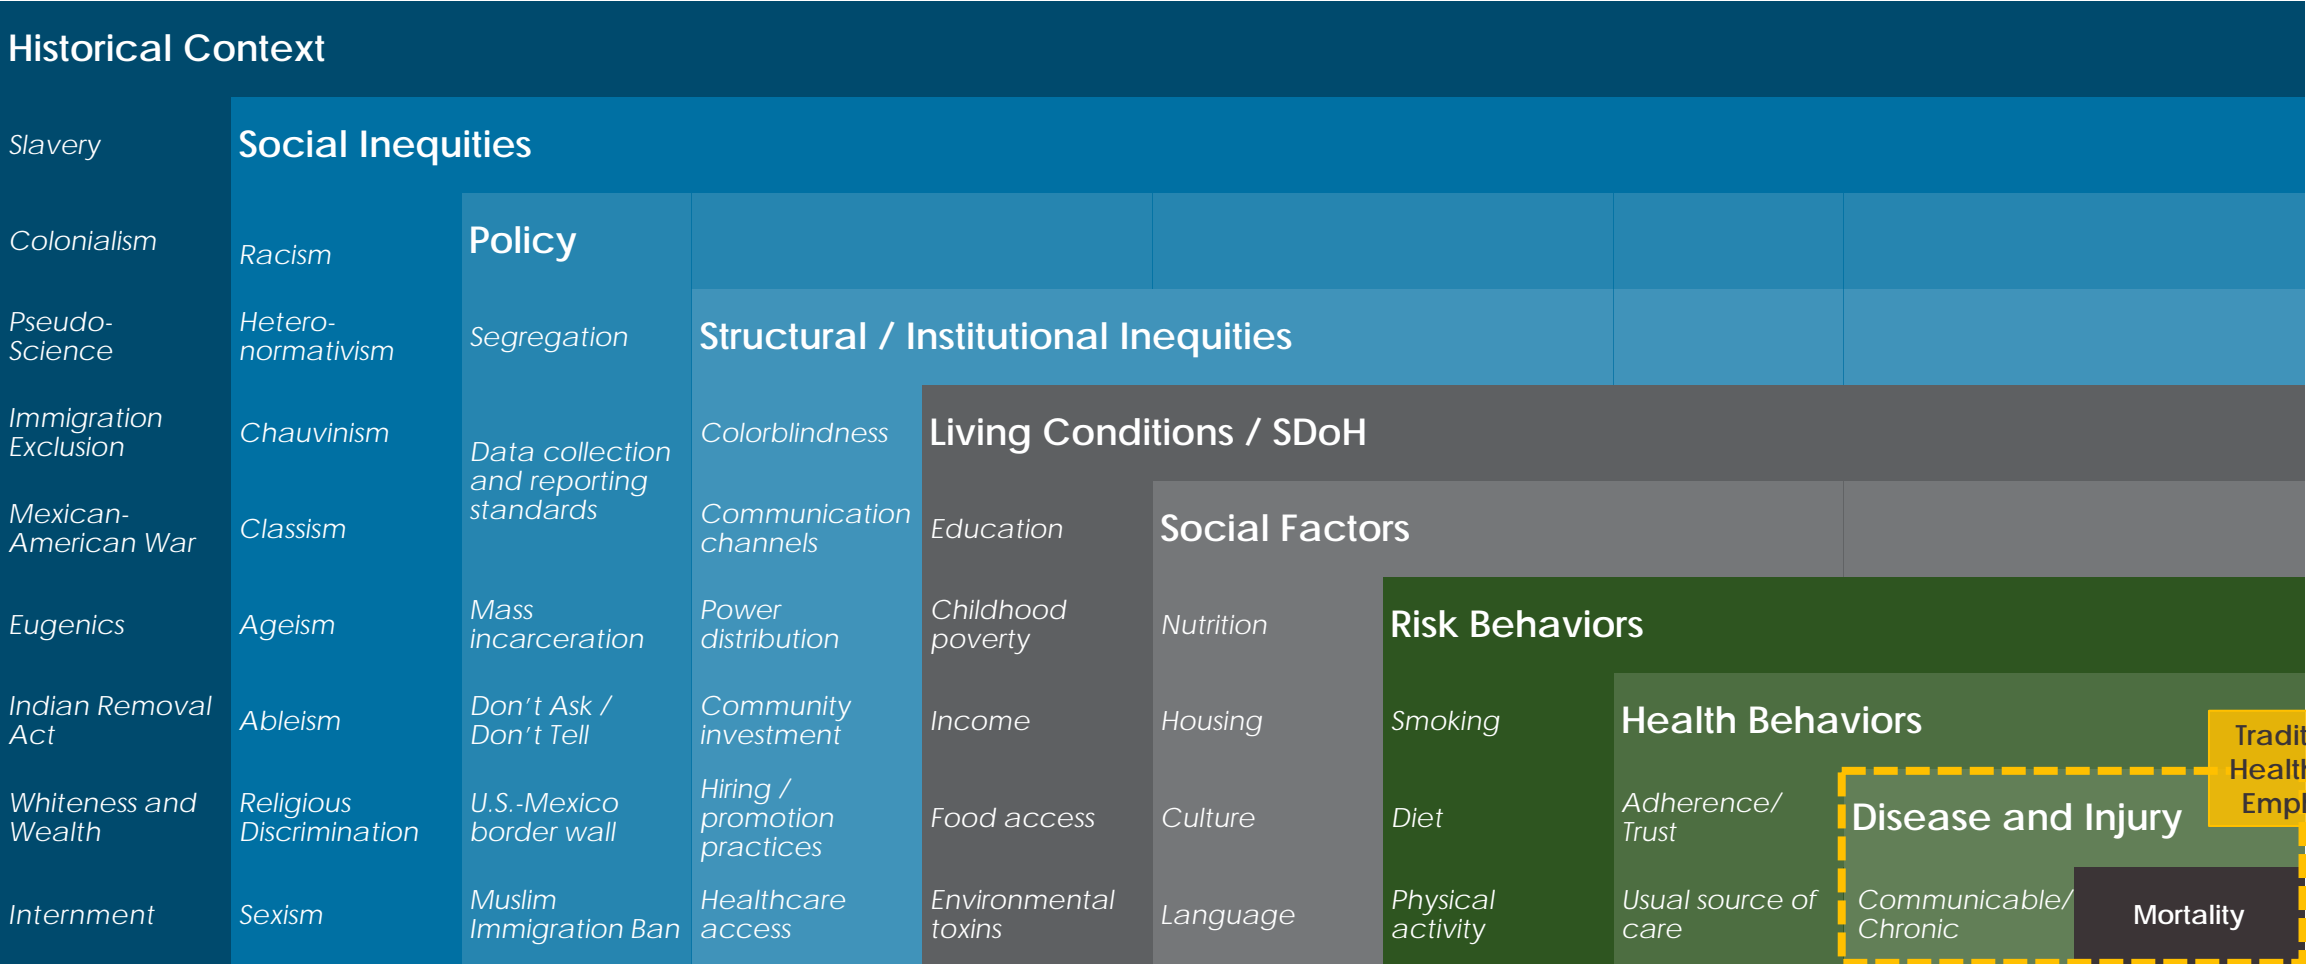 Historical Context
Slavery
Colonialism
Pseudo-
Science
Immigration
Exclusion
Mexican-
American War
Eugenics
Indian Removal
Act
Whiteness and
Wealth
Internment
Social Inequities
Racism
Hetero-
normativism
Chauvinism
Classism
Ageism
Ableism
Religious
Discrimination
Sexism
Policy
Segregation
Data collection
and reporting
standards
Mass
incarceration
Don't Ask /
Don't Tell
U.S.-Mexico
border wall
Muslim
Immigration Ban
Structural / Institutional Inequities
Colorblindness
Communication
channels
Power
distribution
Community
investment
Hiring /
promotion
practices
Healthcare
access
Living Conditions / SDoH
Education
Childhood
poverty
Income
Food access
Environmental
toxins
Social Factors
Nutrition
Housing
Culture
Language
Risk Behaviors
Smoking
Diet
Physical
activity
Health Behaviors
Adherence/
Trust
Usual source of
care
Disease and Injury
Communicable/
Chronic
Mortality